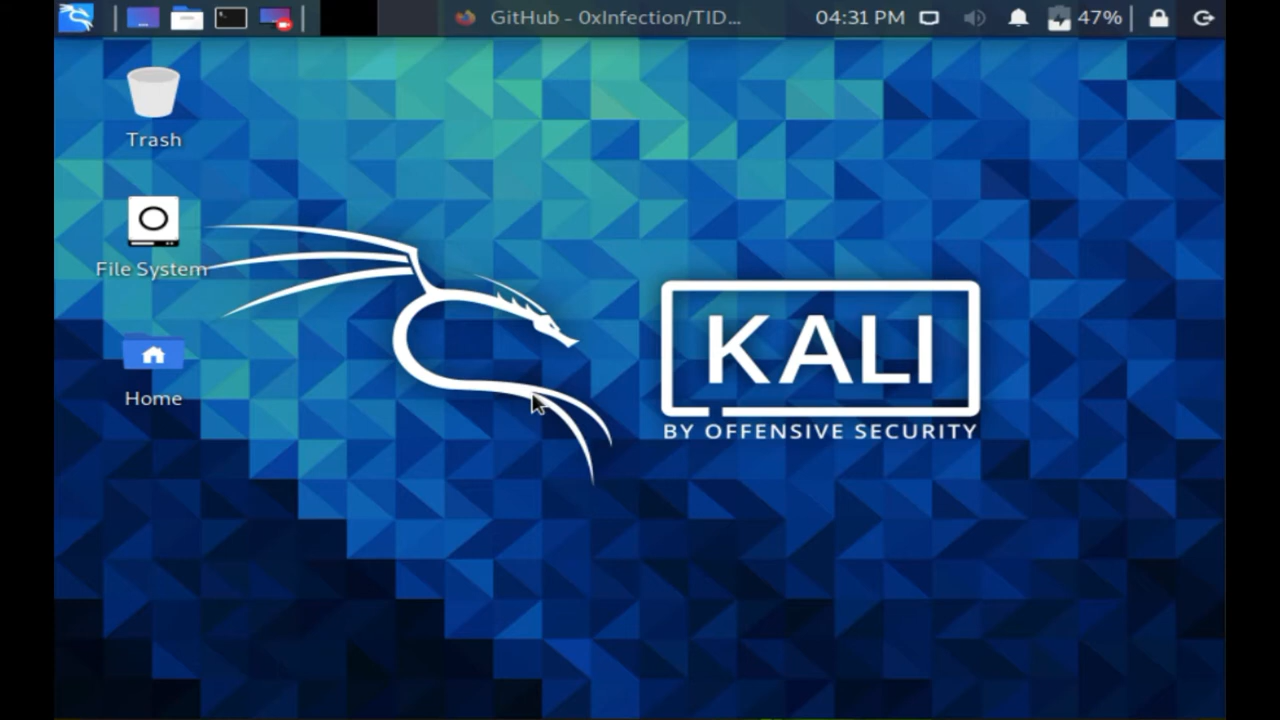 GitHub - 0xInfection/TID...
04:31 PM
47%
Trash
File System
Home
KALI
BY OFFENSIVE SECURITY